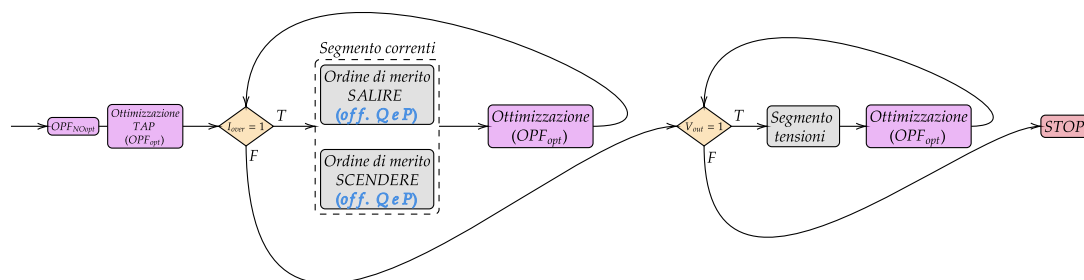 OPF_NOopt
Ottimizzazione
TAP
(OPF_opt)
I_over = 1
T
F
Segmento correnti
Ordine di merito
SALIRE
(off. Q e P)
Ordine di merito
SCENDERE
(off. Q e P)
Ottimizzazione
(OPF_opt)
V_out = 1
T
F
Segmento
tensioni
Ottimizzazione
(OPF_opt)
STOP